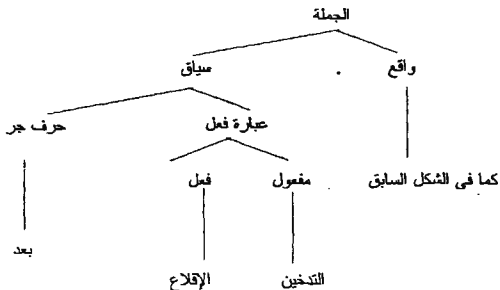 الجملة
واقع سياق
عبارة فعل حرف جر
كما فى الشكل السابق مفعول فعل
بعد
التدخين الإقلاع